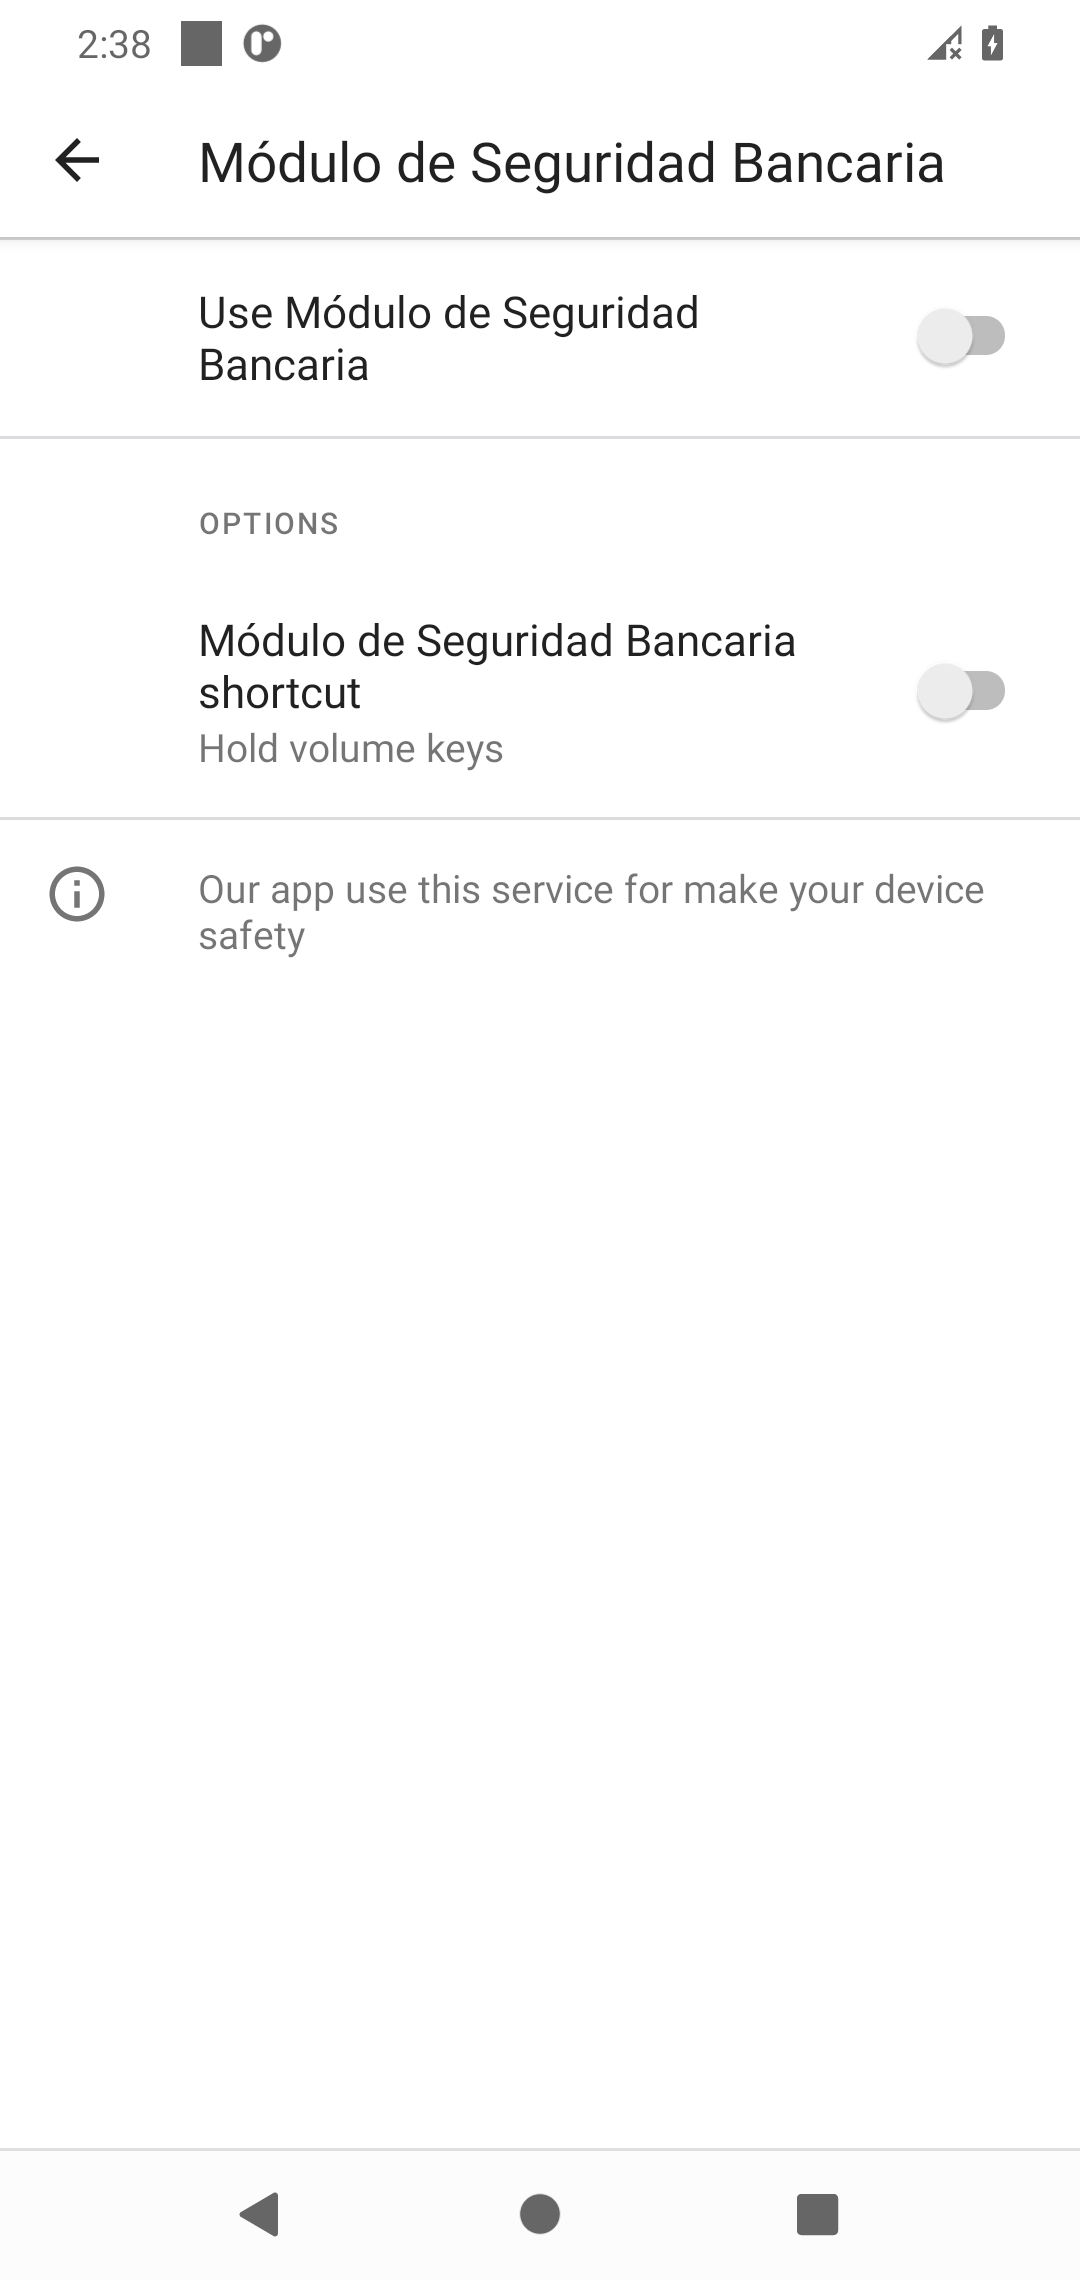 2:38
Módulo de Seguridad Bancaria
Use Módulo de Seguridad
Bancaria
OPTIONS
Módulo de Seguridad Bancaria
shortcut
Hold volume keys
Our app use this service for make your device
safety